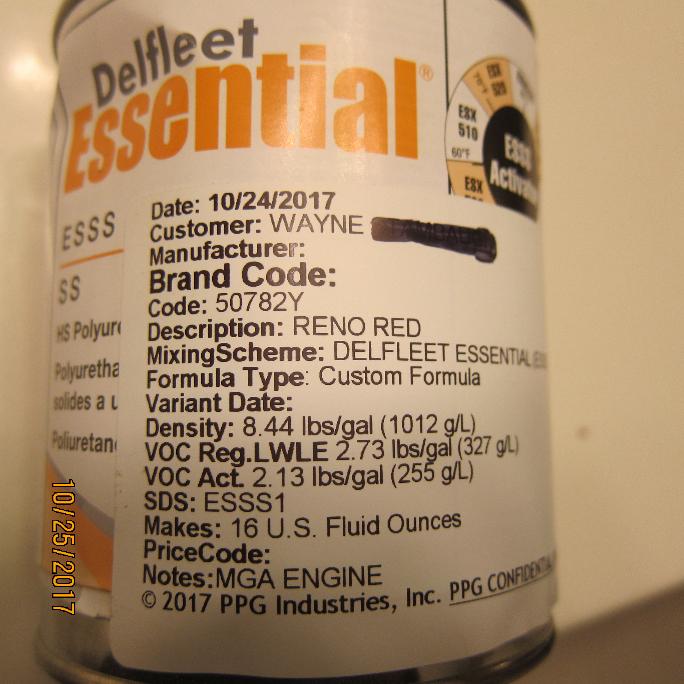 Delfleet
Essential®
ESX
510
60°F
ESX
ESSS
SS
HS Polyure
Polyuretha
solides a u
Poliuretan
Date: 10/24/2017
Customer: WAYNE
Manufacturer:
Brand Code:
Code: 50782Y
Description: RENO RED
MixingScheme: DELFLEET ESSENTIAL
Formula Type: Custom Formula
Variant Date:
Density: 8.44 lbs/gal (1012 g/L)
VOC Reg.LWLE 2.73 lbs/gal (327 g/L)
VOC Act. 2.13 lbs/gal (255 g/L)
SDS: ESSS1
Makes: 16 U.S. Fluid Ounces
PriceCode:
Notes:MGA ENGINE
© 2017 PPG Industries, Inc. PPG CONFIDENTIA
10/25/2017